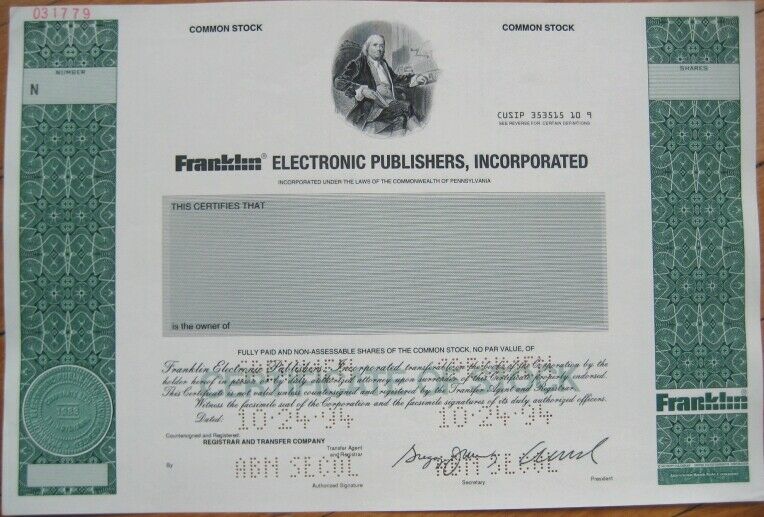 031779
COMMON STOCK
COMMON STOCK
NUMBER
SHARES
N
CUSIP 353515 10 9
SEE REVERSE FOR CERTAIN DEFINITIONS
Franklin® ELECTRONIC PUBLISHERS, INCORPORATED
INCORPORATED UNDER THE LAWS OF THE COMMONWEALTH OF PENNSYLVANIA
THIS CERTIFIES THAT
is the owner of
FULLY PAID AND NON-ASSESSABLE SHARES OF THE COMMON STOCK, NO PAR VALUE, OF
Franklin Electronic Publishers, Incorporated transferable on the books of the Corporation by the
holder hereof in person or by duly authorized attorney upon surrender of this Certificate properly endorsed.
This Certificate is not valid unless countersigned and registered by the Transfer Agent and Registrar.
Witness the facsimile seal of the Corporation and the facsimile signatures of its duly authorized officers.
Dated:
10-24-94
10-24-94
Franklin
Countersigned and Registered:
REGISTRAR AND TRANSFER COMPANY
Transfer Agent
and Registrar
By
ABN SECUL
ABN SECUL
Authorized Signature
Secretary
President